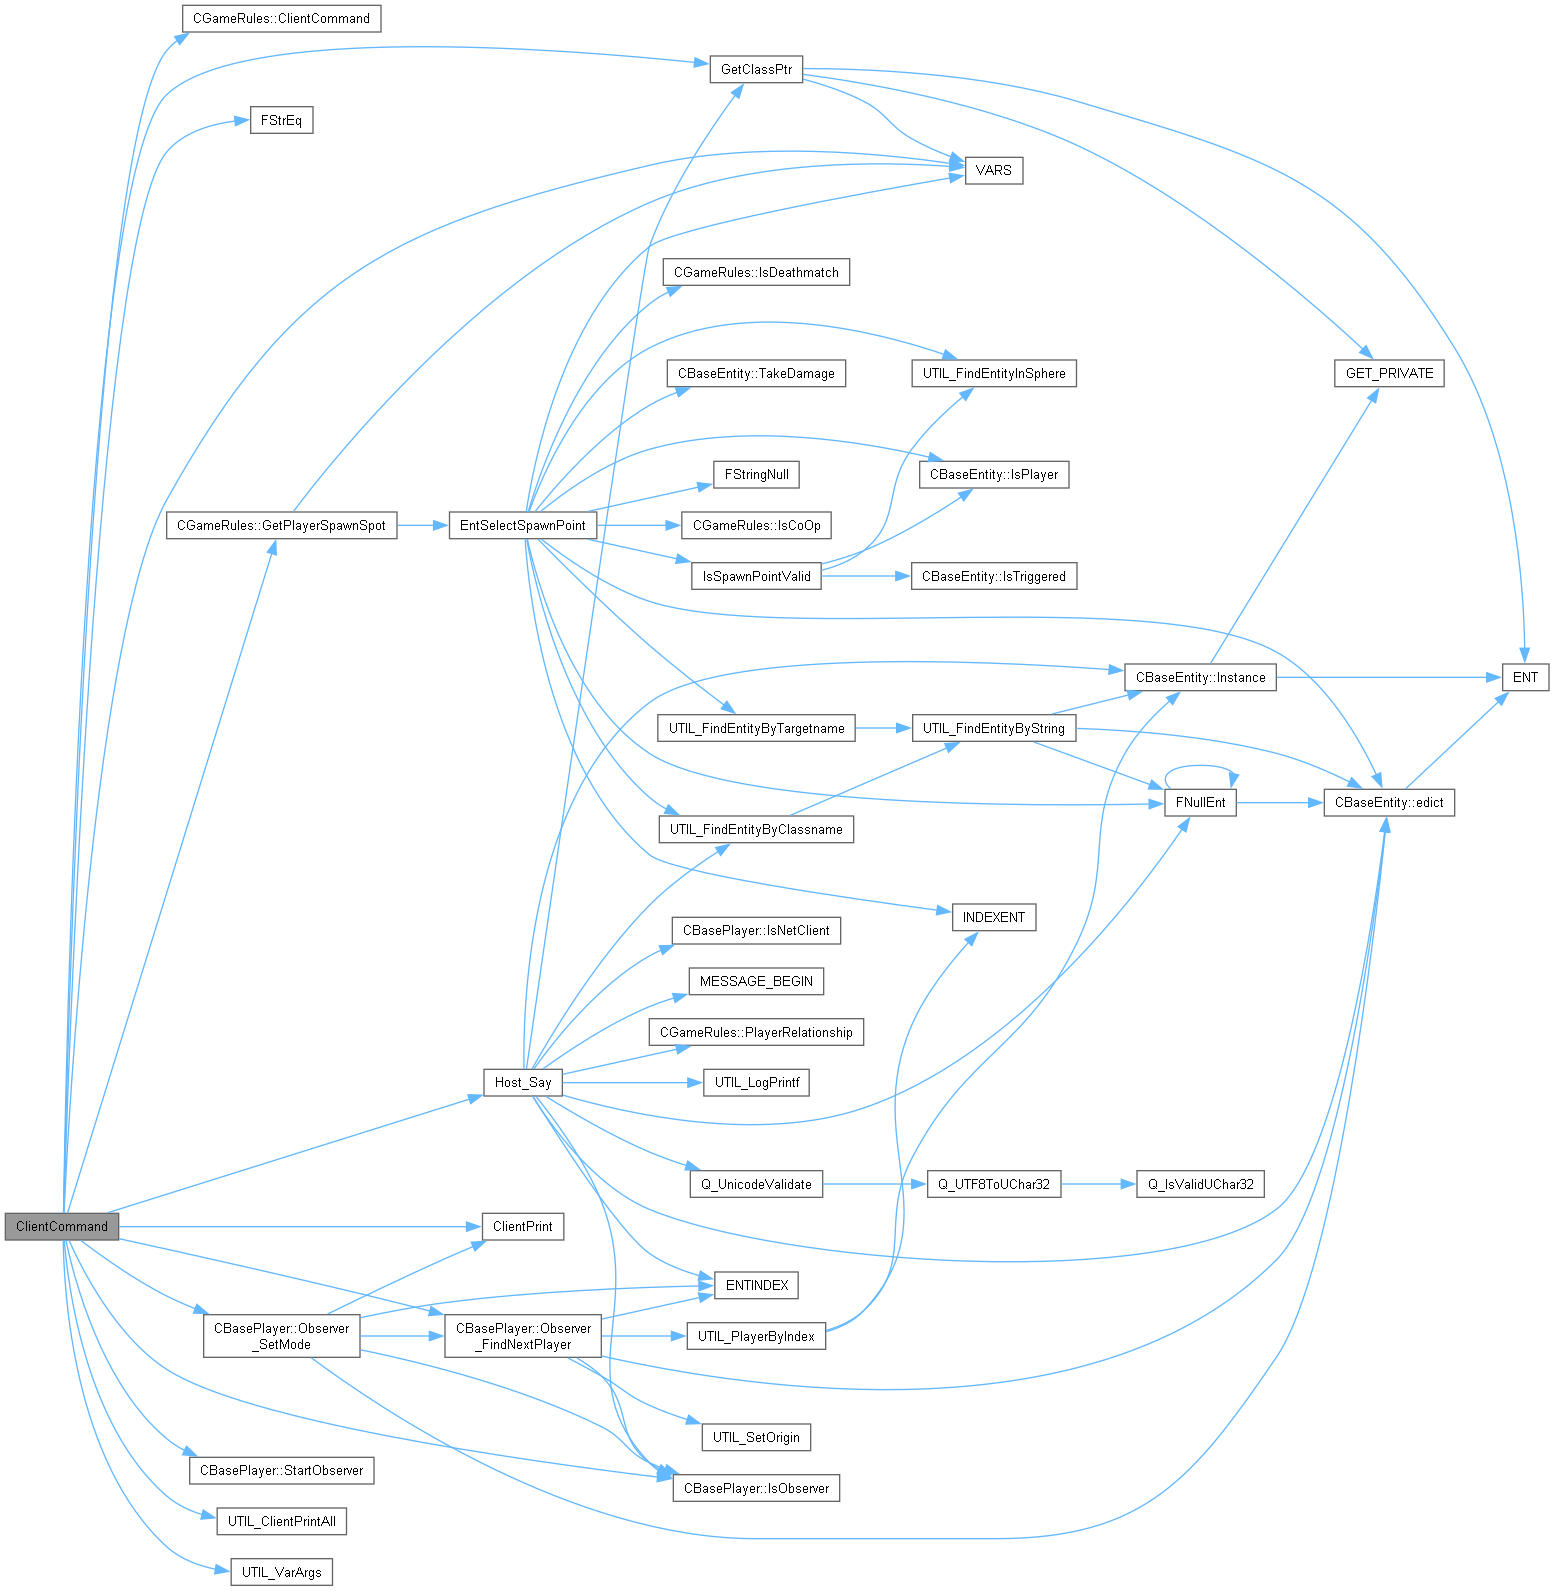 CGameRules::ClientCommand
GetClassPtr
FStrEq
VARS
CGameRules::IsDeathmatch
CBaseEntity::TakeDamage
UTIL_FindEntityInSphere
GET_PRIVATE
FStringNull
CBaseEntity::IsPlayer
CGameRules::GetPlayerSpawnSpot
EntSelectSpawnPoint
CGameRules::IsCoOp
IsSpawnPointValid
CBaseEntity::IsTriggered
CBaseEntity::Instance
ENT
UTIL_FindEntityByTargetname
UTIL_FindEntityByString
FNullEnt
CBaseEntity::edict
UTIL_FindEntityByClassname
INDEXENT
CBasePlayer::IsNetClient
MESSAGE_BEGIN
CGameRules::PlayerRelationship
Host_Say
UTIL_LogPrintf
Q_UnicodeValidate
Q_UTF8ToUChar32
Q_IsValidUChar32
ClientCommand
ClientPrint
ENTINDEX
CBasePlayer::Observer
_SetMode
CBasePlayer::Observer
_FindNextPlayer
UTIL_PlayerByIndex
UTIL_SetOrigin
CBasePlayer::StartObserver
CBasePlayer::IsObserver
UTIL_ClientPrintAll
UTIL_VarArgs